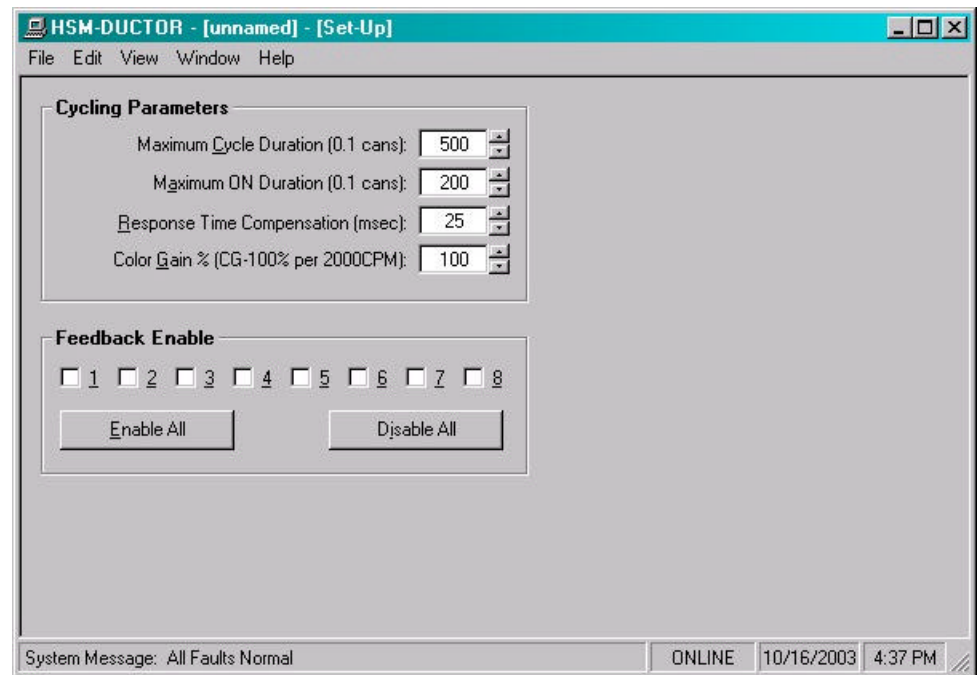 HSM-DUCTOR - [unnamed] - [Set-Up]
File Edit View Window Help
Cycling Parameters
Maximum Cycle Duration (0.1 cans): 500
Maximum ON Duration (0.1 cans): 200
Response Time Compensation (msec): 25
Color Gain % (CG-100% per 2000CPM): 100
Feedback Enable
1 2 3 4 5 6 7 8
Enable All Disable All
System Message: All Faults Normal ONLINE 10/16/2003 4:37 PM